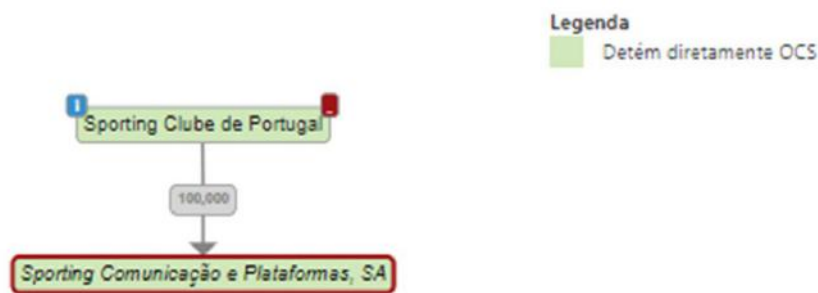 Legenda
Detém diretamente OCS
Sporting Clube de Portugal
100,000
Sporting Comunicação e Plataformas, SA